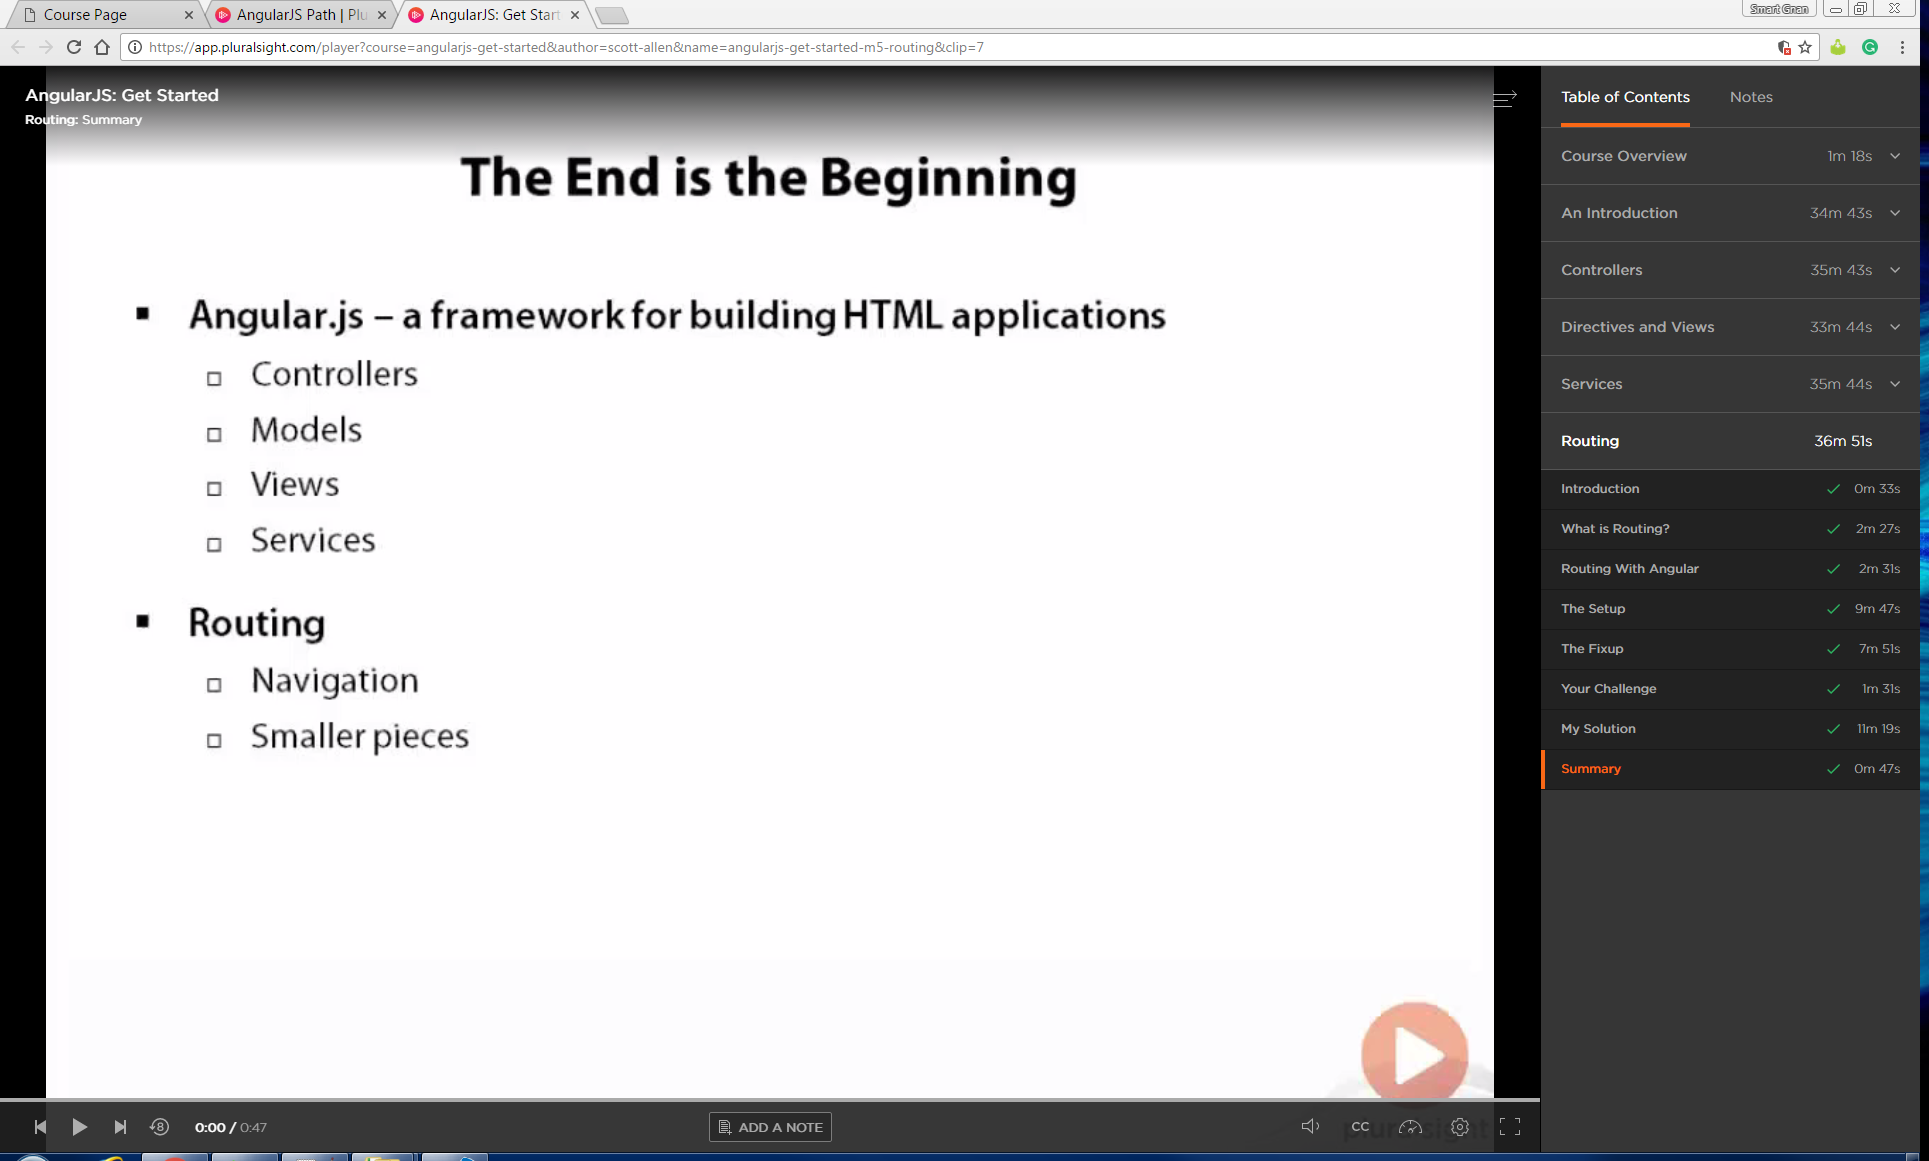 Course Page
AngularJS Path | Plu
AngularJS: Get Start
Smart Gnan
https://app.pluralsight.com/player?course=angularjs-get-started&author=scott-allen&name=angularjs-get-started-m5-routing&clip=7
AngularJS: Get Started
Routing: Summary
The End is the Beginning
Angular.js – a framework for building HTML applications
Controllers
Models
Views
Services
Routing
Navigation
Smaller pieces
pluralsight
8
0:00 / 0:47
ADD A NOTE
CC
Table of Contents
Notes
Course Overview 1m 18s
An Introduction 34m 43s
Controllers 35m 43s
Directives and Views 33m 44s
Services 35m 44s
Routing 36m 51s
Introduction 0m 33s
What is Routing? 2m 27s
Routing With Angular 2m 31s
The Setup 9m 47s
The Fixup 7m 51s
Your Challenge 1m 31s
My Solution 11m 19s
Summary 0m 47s